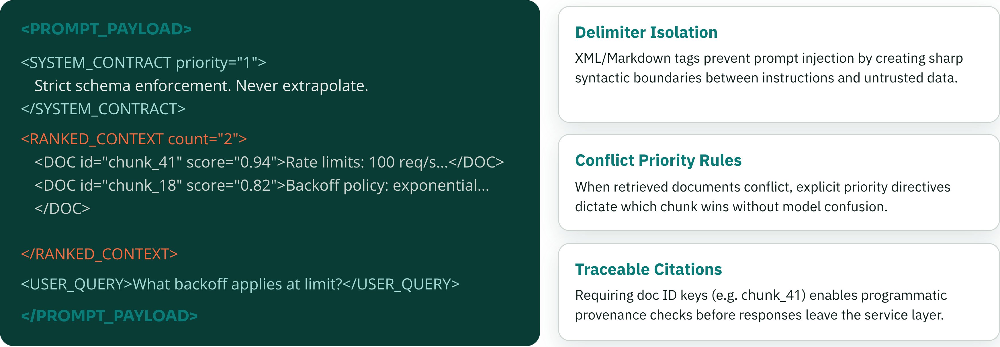 <PROMPT_PAYLOAD>
<SYSTEM_CONTRACT priority="1">
Strict schema enforcement. Never extrapolate.
</SYSTEM_CONTRACT>
<RANKED_CONTEXT count="2">
<DOC id="chunk_41" score="0.94">Rate limits: 100 req/s...</DOC>
<DOC id="chunk_18" score="0.82">Backoff policy: exponential...
</DOC>
</RANKED_CONTEXT>
<USER_QUERY>What backoff applies at limit?</USER_QUERY>
</PROMPT_PAYLOAD>
Delimiter Isolation
XML/Markdown tags prevent prompt injection by creating sharp
syntactic boundaries between instructions and untrusted data.
Conflict Priority Rules
When retrieved documents conflict, explicit priority directives
dictate which chunk wins without model confusion.
Traceable Citations
Requiring doc ID keys (e.g. chunk_41) enables programmatic
provenance checks before responses leave the service layer.